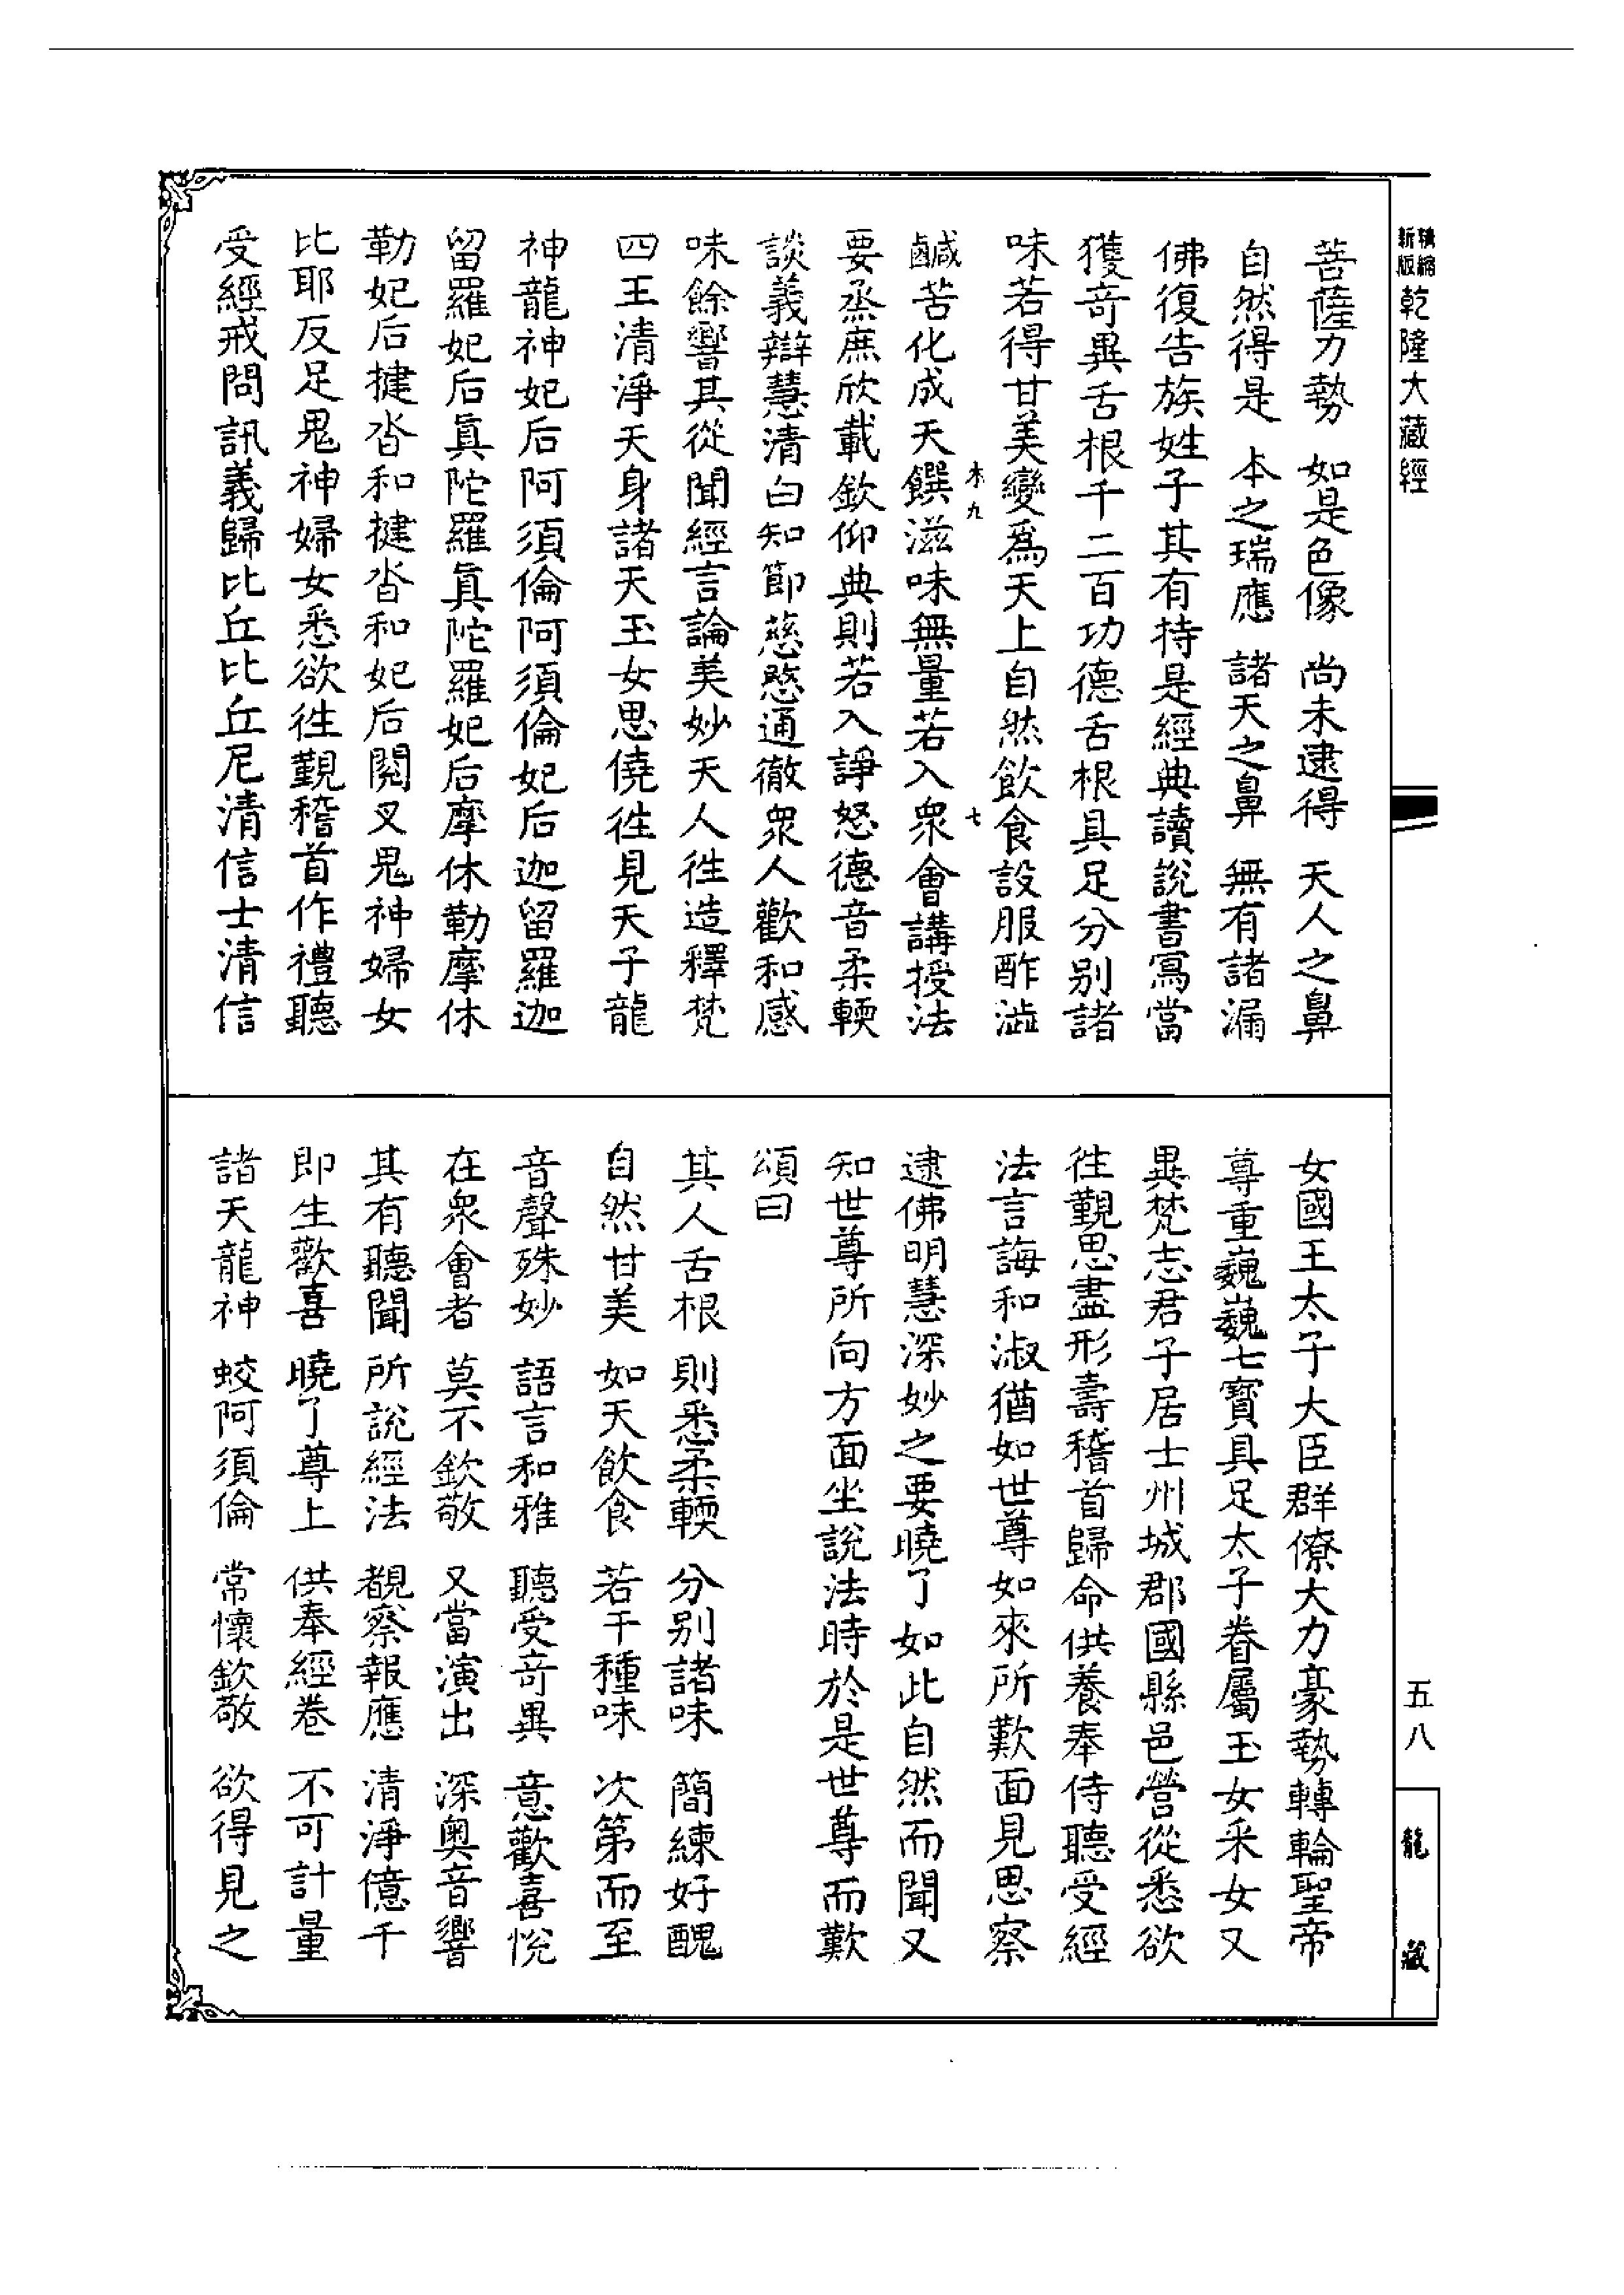 精縮新版乾隆大藏經
菩薩力勢　如是色像　尚未逮得　天人之鼻
自然得是　本之瑞應　諸天之鼻　無有諸漏
佛復告族姓子其有持是經典讀說書寫當
獲奇異舌根千二百功德舌根具足分別諸
味若得甘美變爲天上自然飲食設服酢澁
鹹苦化成天饌滋味無量若入衆會講授法
木九　七
要烝庶欣載欽仰典則若入諍怒德音柔輭
談義辯慧清白知節慈愍通徹衆人歡和感
味餘響其從聞經言論美妙天人徃造釋梵
四王清淨天身諸天玉女思僥徃見天子龍
神龍神妃后阿須倫阿須倫妃后迦留羅迦
留羅妃后真陀羅真陀羅妃后摩休勒摩休
勒妃后揵沓和揵沓和妃后閱叉鬼神婦女
比耶反足鬼神婦女悉欲徃覲稽首作禮聽
受經戒問訊義歸比丘比丘尼清信士清信
女國王太子大臣群僚大力豪勢轉輪聖帝
尊重巍巍七寶具足太子眷屬玉女采女又
異梵志君子居士州城郡國縣邑營從悉欲
徃覲思盡形壽稽首歸命供養奉侍聽受經
法言誨和淑猶如世尊如來所歎面見思察
逮佛明慧深妙之要曉了如此自然而聞又
知世尊所向方面坐說法時於是世尊而歎
頌曰
其人舌根　則悉柔輭　分別諸味　簡練好醜
自然甘美　如天飲食　若干種味　次第而至
音聲殊妙　語言和雅　聽受奇異　意歡喜悅
在衆會者　莫不欽敬　又當演出　深奥音響
其有聽聞　所說經法　覩察報應　清淨億千
即生歡喜　曉了尊上　供奉經卷　不可計量
諸天龍神　蛟阿須倫　常懷欽敬　欲得見之
五八
龍藏